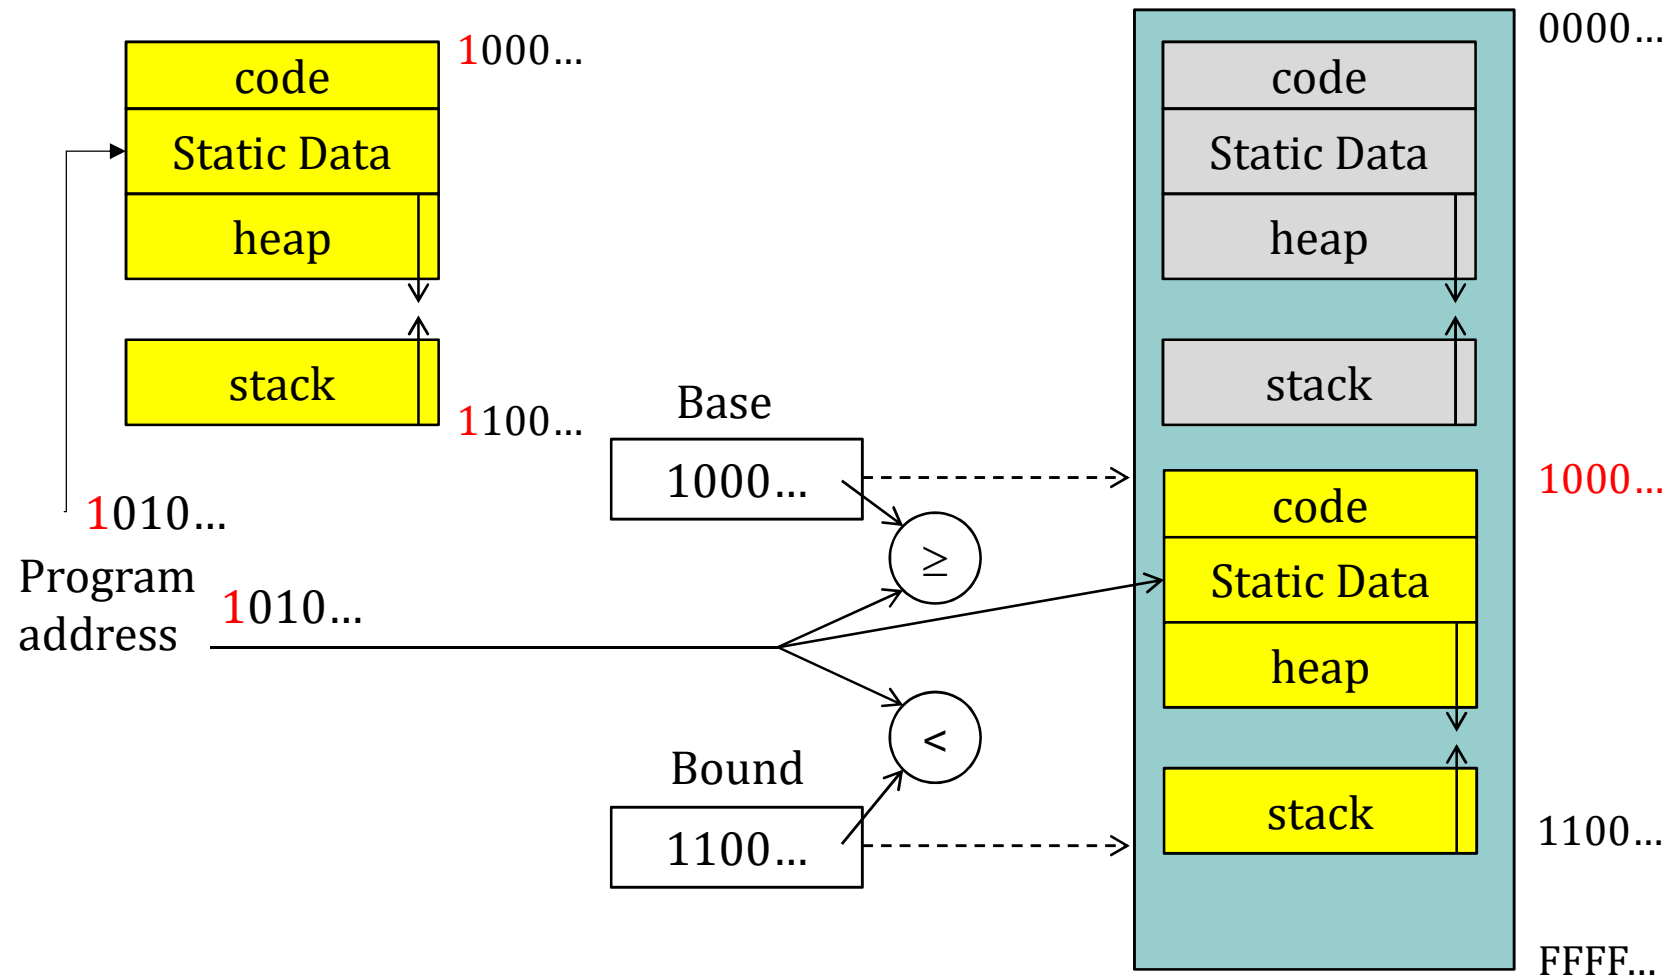 1000…
code
Static Data
heap
stack
1100…
1010…
Program
address
1010…
Base
1000…
≥
<
Bound
1100…
0000…
code
Static Data
heap
stack
1000…
code
Static Data
heap
stack
1100…
FFFF…